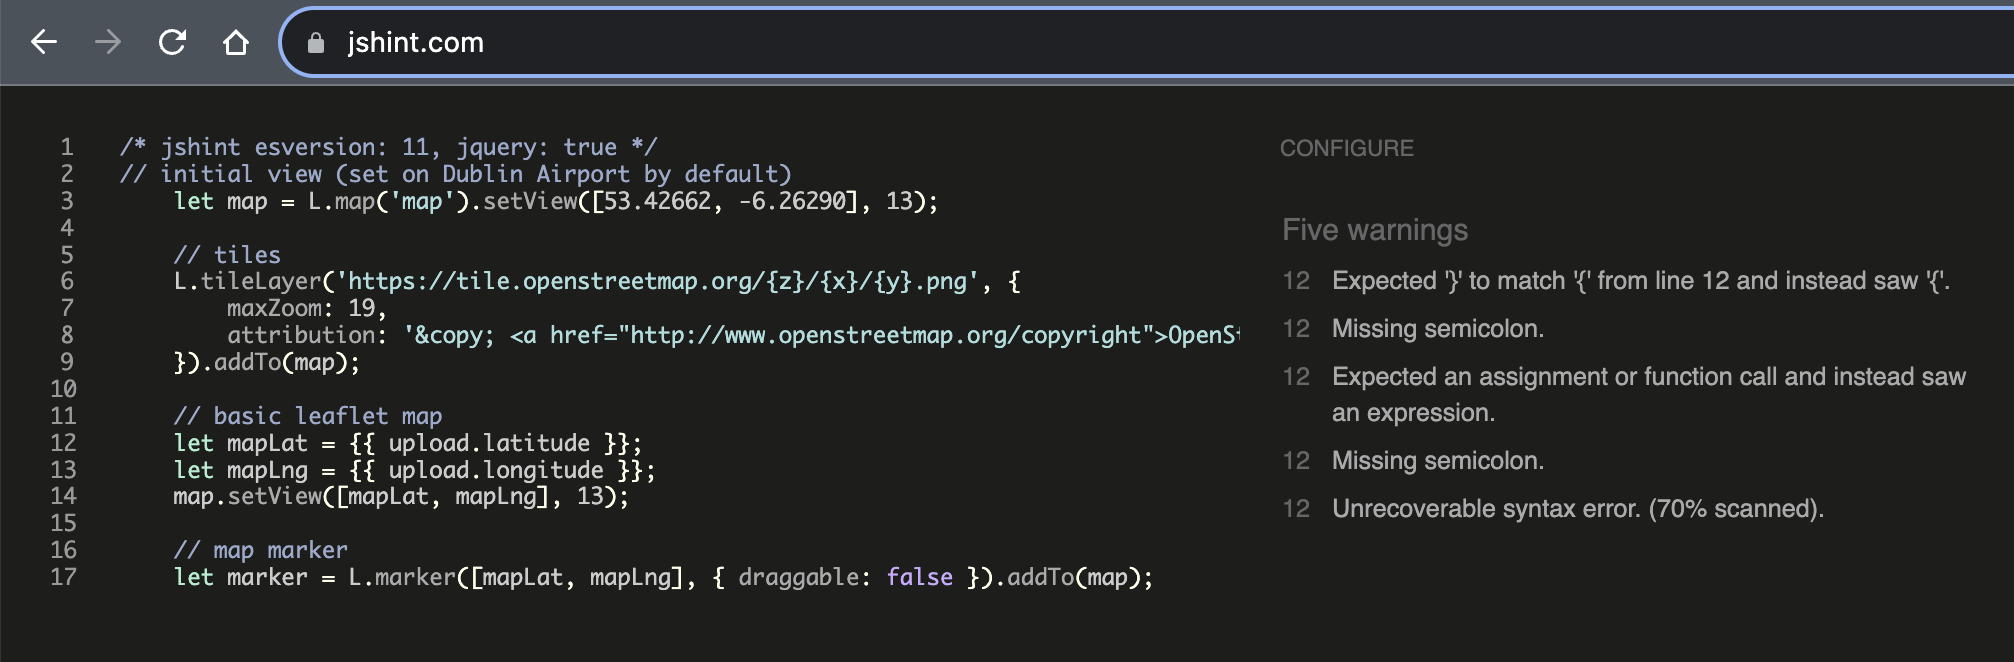 jshint.com
1 /* jshint esversion: 11, jquery: true */
2 // initial view (set on Dublin Airport by default)
3 let map = L.map('map').setView([53.42662, -6.26290], 13);
4
5 // tiles
6 L.tileLayer('https://tile.openstreetmap.org/{z}/{x}/{y}.png', {
7 maxZoom: 19,
8 attribution: '&copy; <a href="http://www.openstreetmap.org/copyright">OpenSt
9 }).addTo(map);
10
11 // basic leaflet map
12 let mapLat = {{ upload.latitude }};
13 let mapLng = {{ upload.longitude }};
14 map.setView([mapLat, mapLng], 13);
15
16 // map marker
17 let marker = L.marker([mapLat, mapLng], { draggable: false }).addTo(map);
CONFIGURE
Five warnings
12 Expected '}' to match '{' from line 12 and instead saw '{'.
12 Missing semicolon.
12 Expected an assignment or function call and instead saw
an expression.
12 Missing semicolon.
12 Unrecoverable syntax error. (70% scanned).